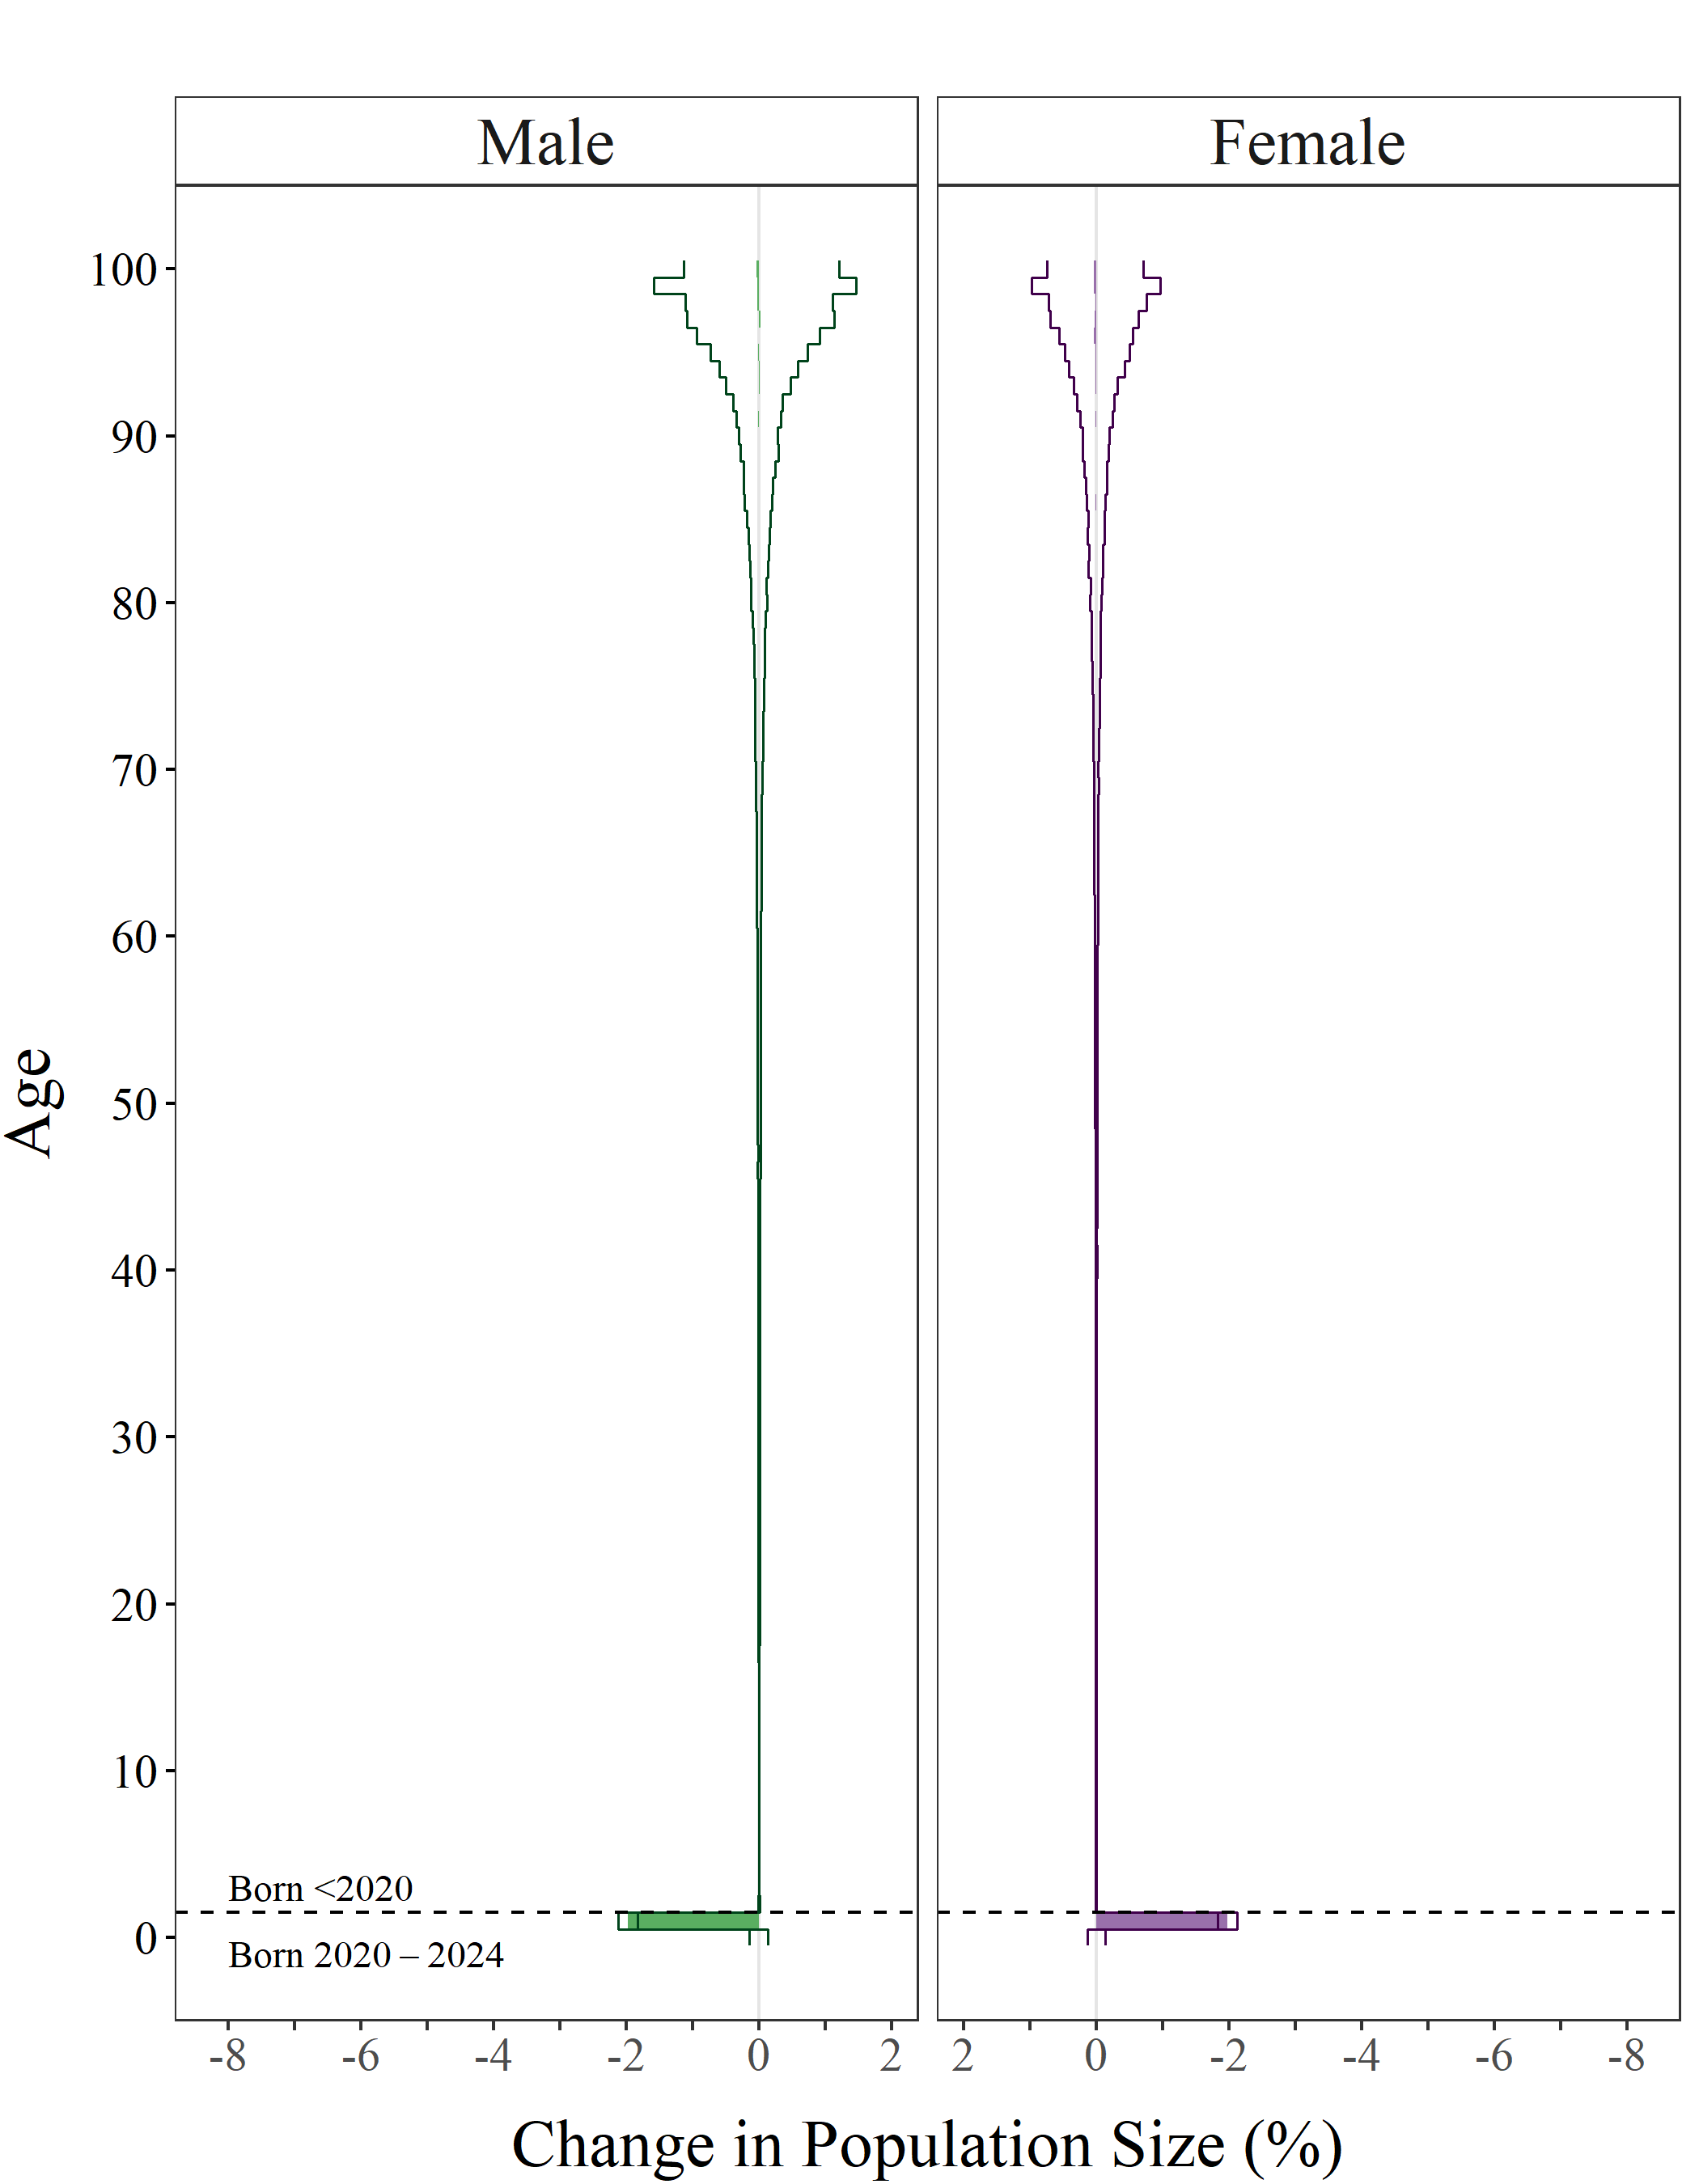 Male
Female
100
90
80
70
60
50
40
30
20
10
0
Age
Born <2020
Born 2020 – 2024
-8 -6 -4 -2 0 2
2 0 -2 -4 -6 -8
Change in Population Size (%)